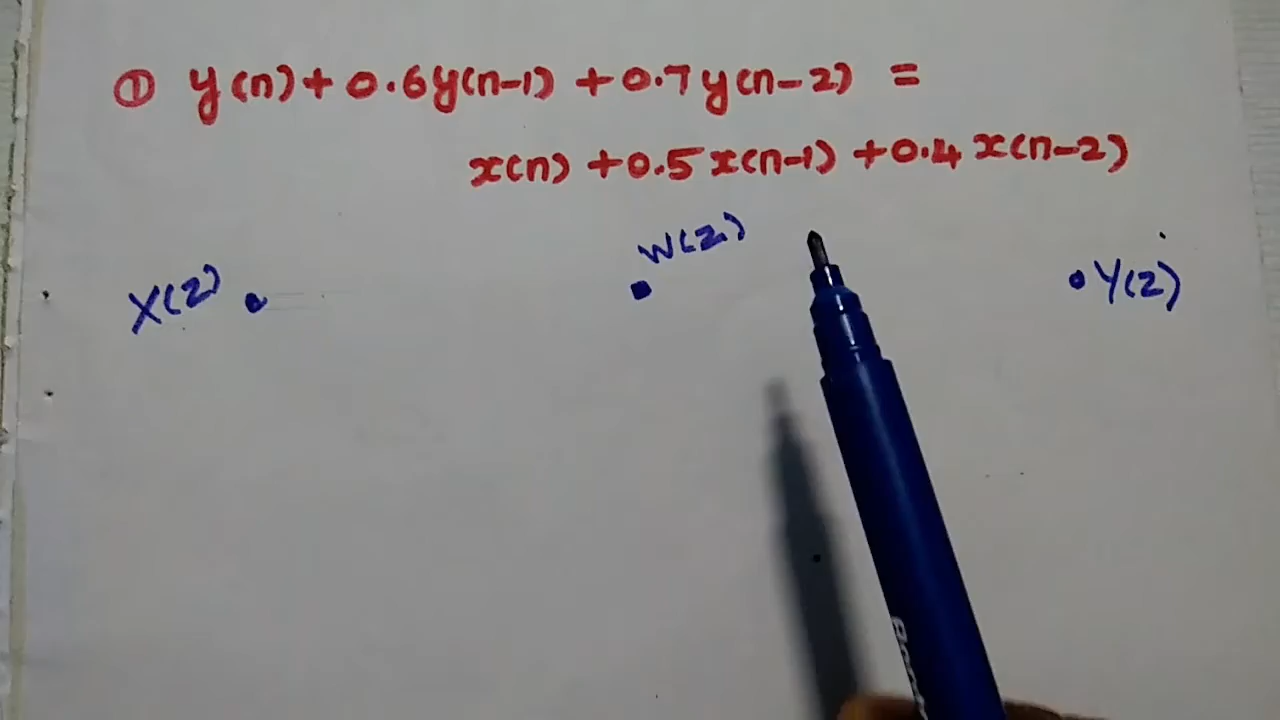 ① y(n) + 0.6y(n-1) + 0.7y(n-2) =
x(n) + 0.5x(n-1) + 0.4x(n-2)
X(z) W(z) Y(z)